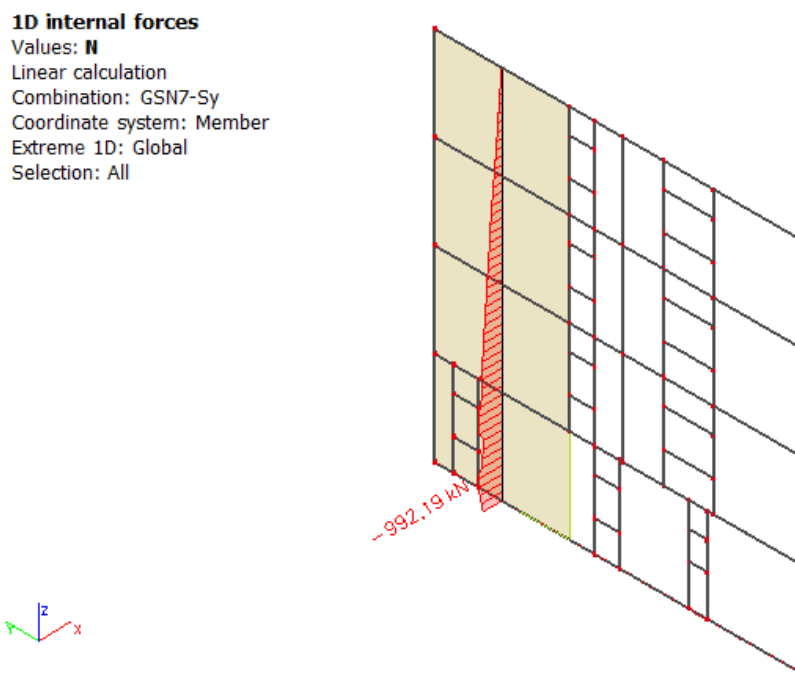 1D internal forces
Values: N
Linear calculation
Combination: GSN7-Sy
Coordinate system: Member
Extreme 1D: Global
Selection: All
-992.19 kN
z
Y
x